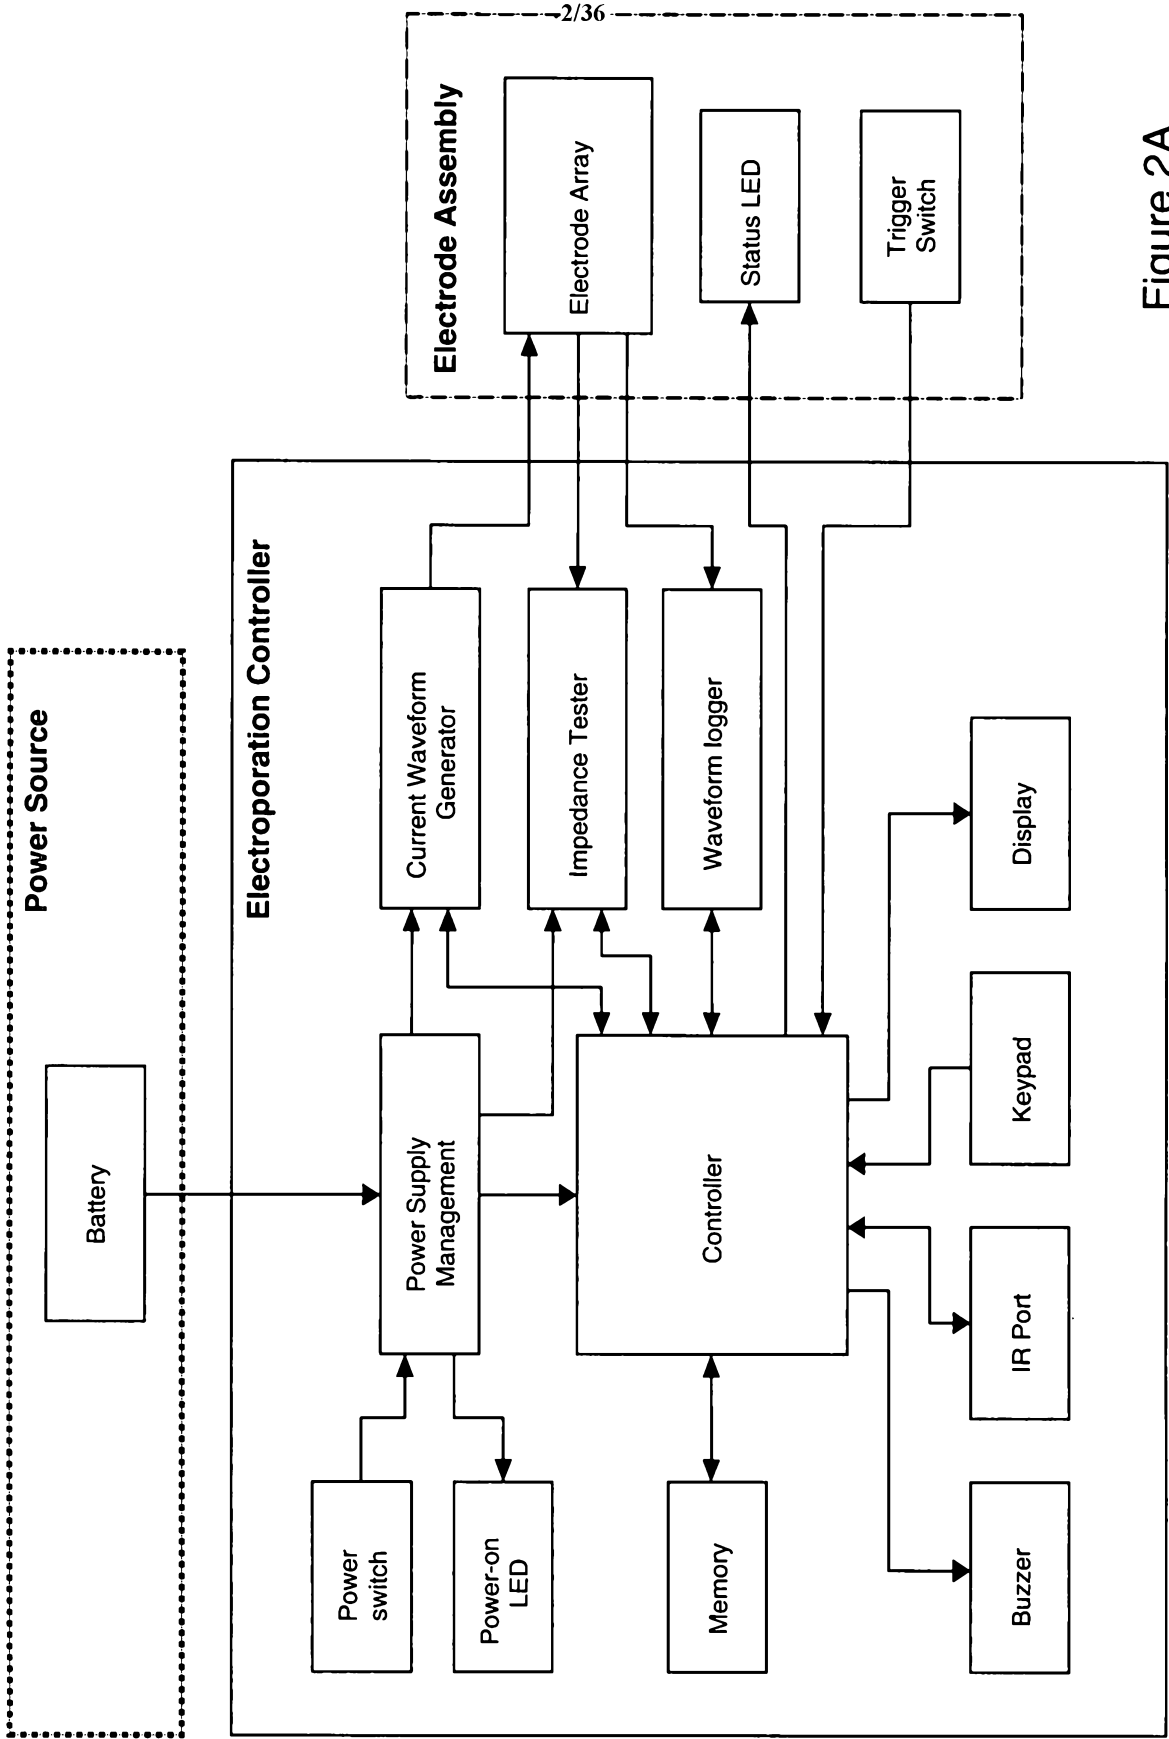 2/36
Power Source
Battery
Electroporation Controller
Power
switch
Power-on
LED
Power Supply
Management
Current Waveform
Generator
Impedance Tester
Waveform logger
Controller
Memory
Buzzer
IR Port
Keypad
Display
Electrode Assembly
Electrode Array
Status LED
Trigger
Switch
Figure 2A